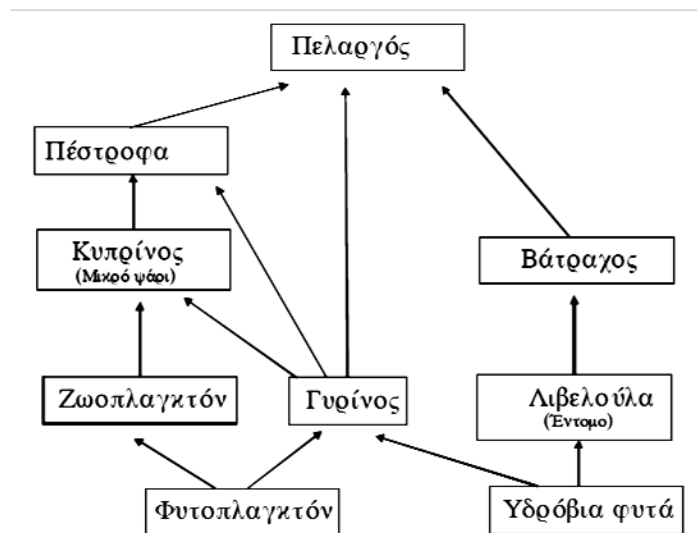 Πελαργός
Πέστροφα
Κυπρίνος
(Μικρό ψάρι)
Βάτραχος
Ζωοπλαγκτόν
Γυρίνος
Λιβελούλα
(Έντομο)
Φυτοπλαγκτόν
Υδρόβια φυτά